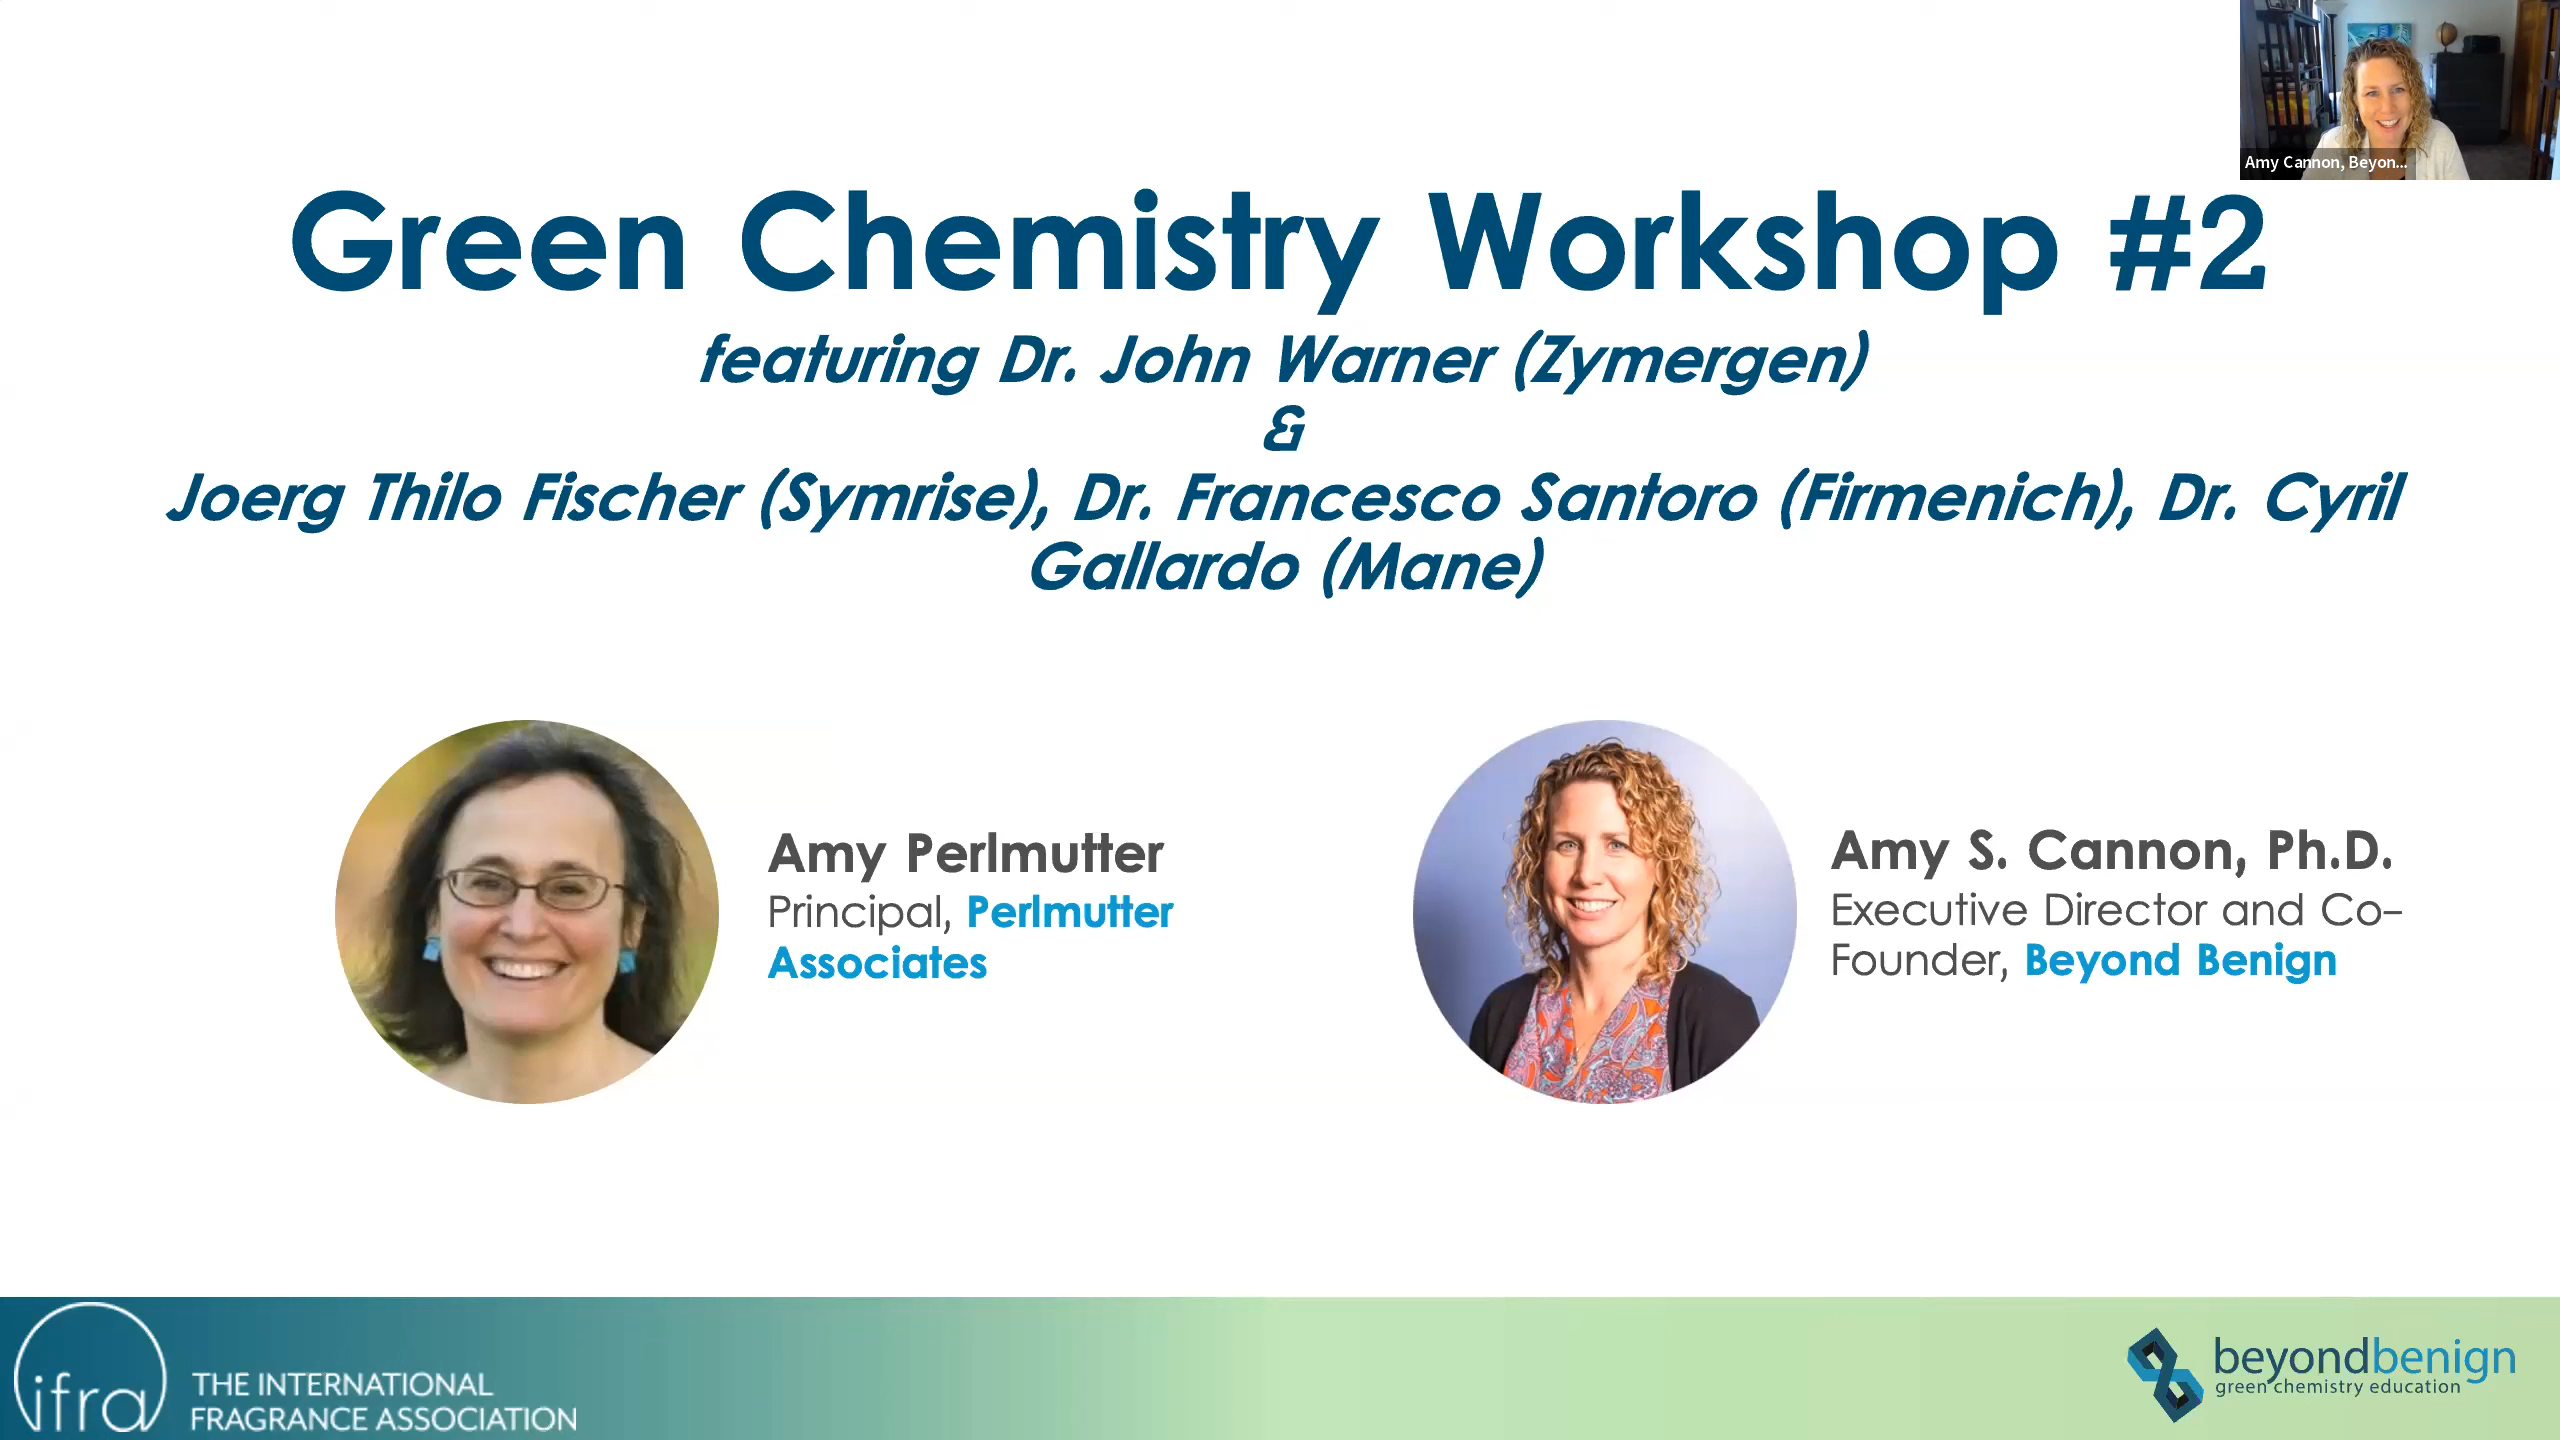 Amy Cannon, Beyon...
Green Chemistry Workshop #2
featuring Dr. John Warner (Zymergen)
&
Joerg Thilo Fischer (Symrise), Dr. Francesco Santoro (Firmenich), Dr. Cyril
Gallardo (Mane)
Amy Perlmutter
Principal, Perlmutter
Associates
Amy S. Cannon, Ph.D.
Executive Director and Co-
Founder, Beyond Benign
ifra
THE INTERNATIONAL
FRAGRANCE ASSOCIATION
beyondbenign
green chemistry education